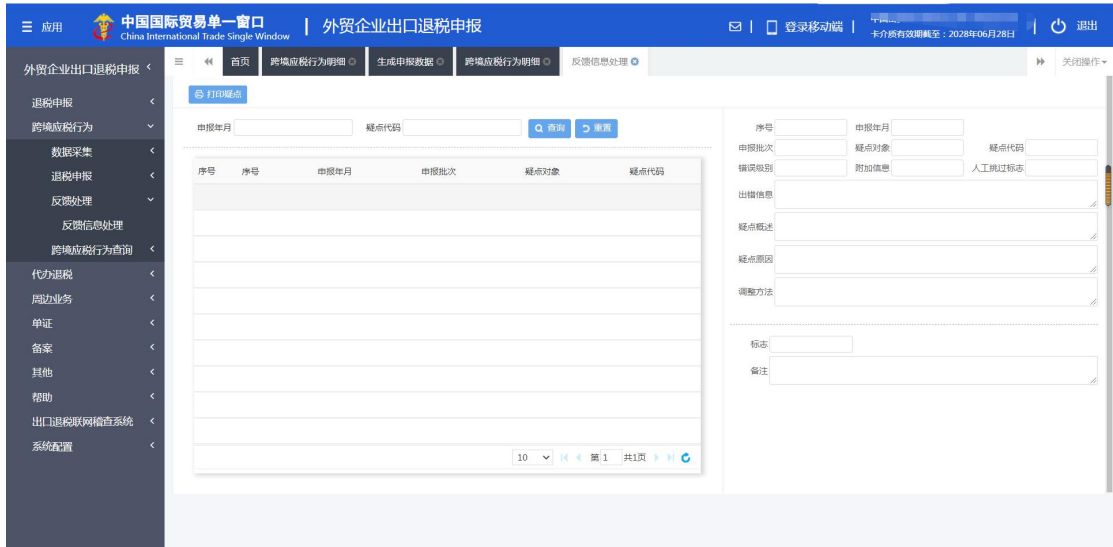 应用
中国国际贸易单一窗口
China International Trade Single Window
外贸企业出口退税申报
登录移动端
卡介质有效期截至：2028年06月28日
退出
外贸企业出口退税申报
首页
跨境应税行为明细
生成申报数据
跨境应税行为明细
反馈信息处理
关闭操作
退税申报
跨境应税行为
数据采集
退税申报
反馈处理
反馈信息处理
跨境应税行为查询
代办退税
周边业务
单证
备案
其他
帮助
出口退税联网稽查系统
系统配置
打印疑点
申报年月
疑点代码
查询
重置
序号 序号 申报年月 申报批次 疑点对象 疑点代码
10 第 1 共1页
序号
申报年月
申报批次
疑点对象
疑点代码
错误级别
附加信息
人工挑过标志
出错信息
疑点概述
疑点原因
调整方法
标志
备注